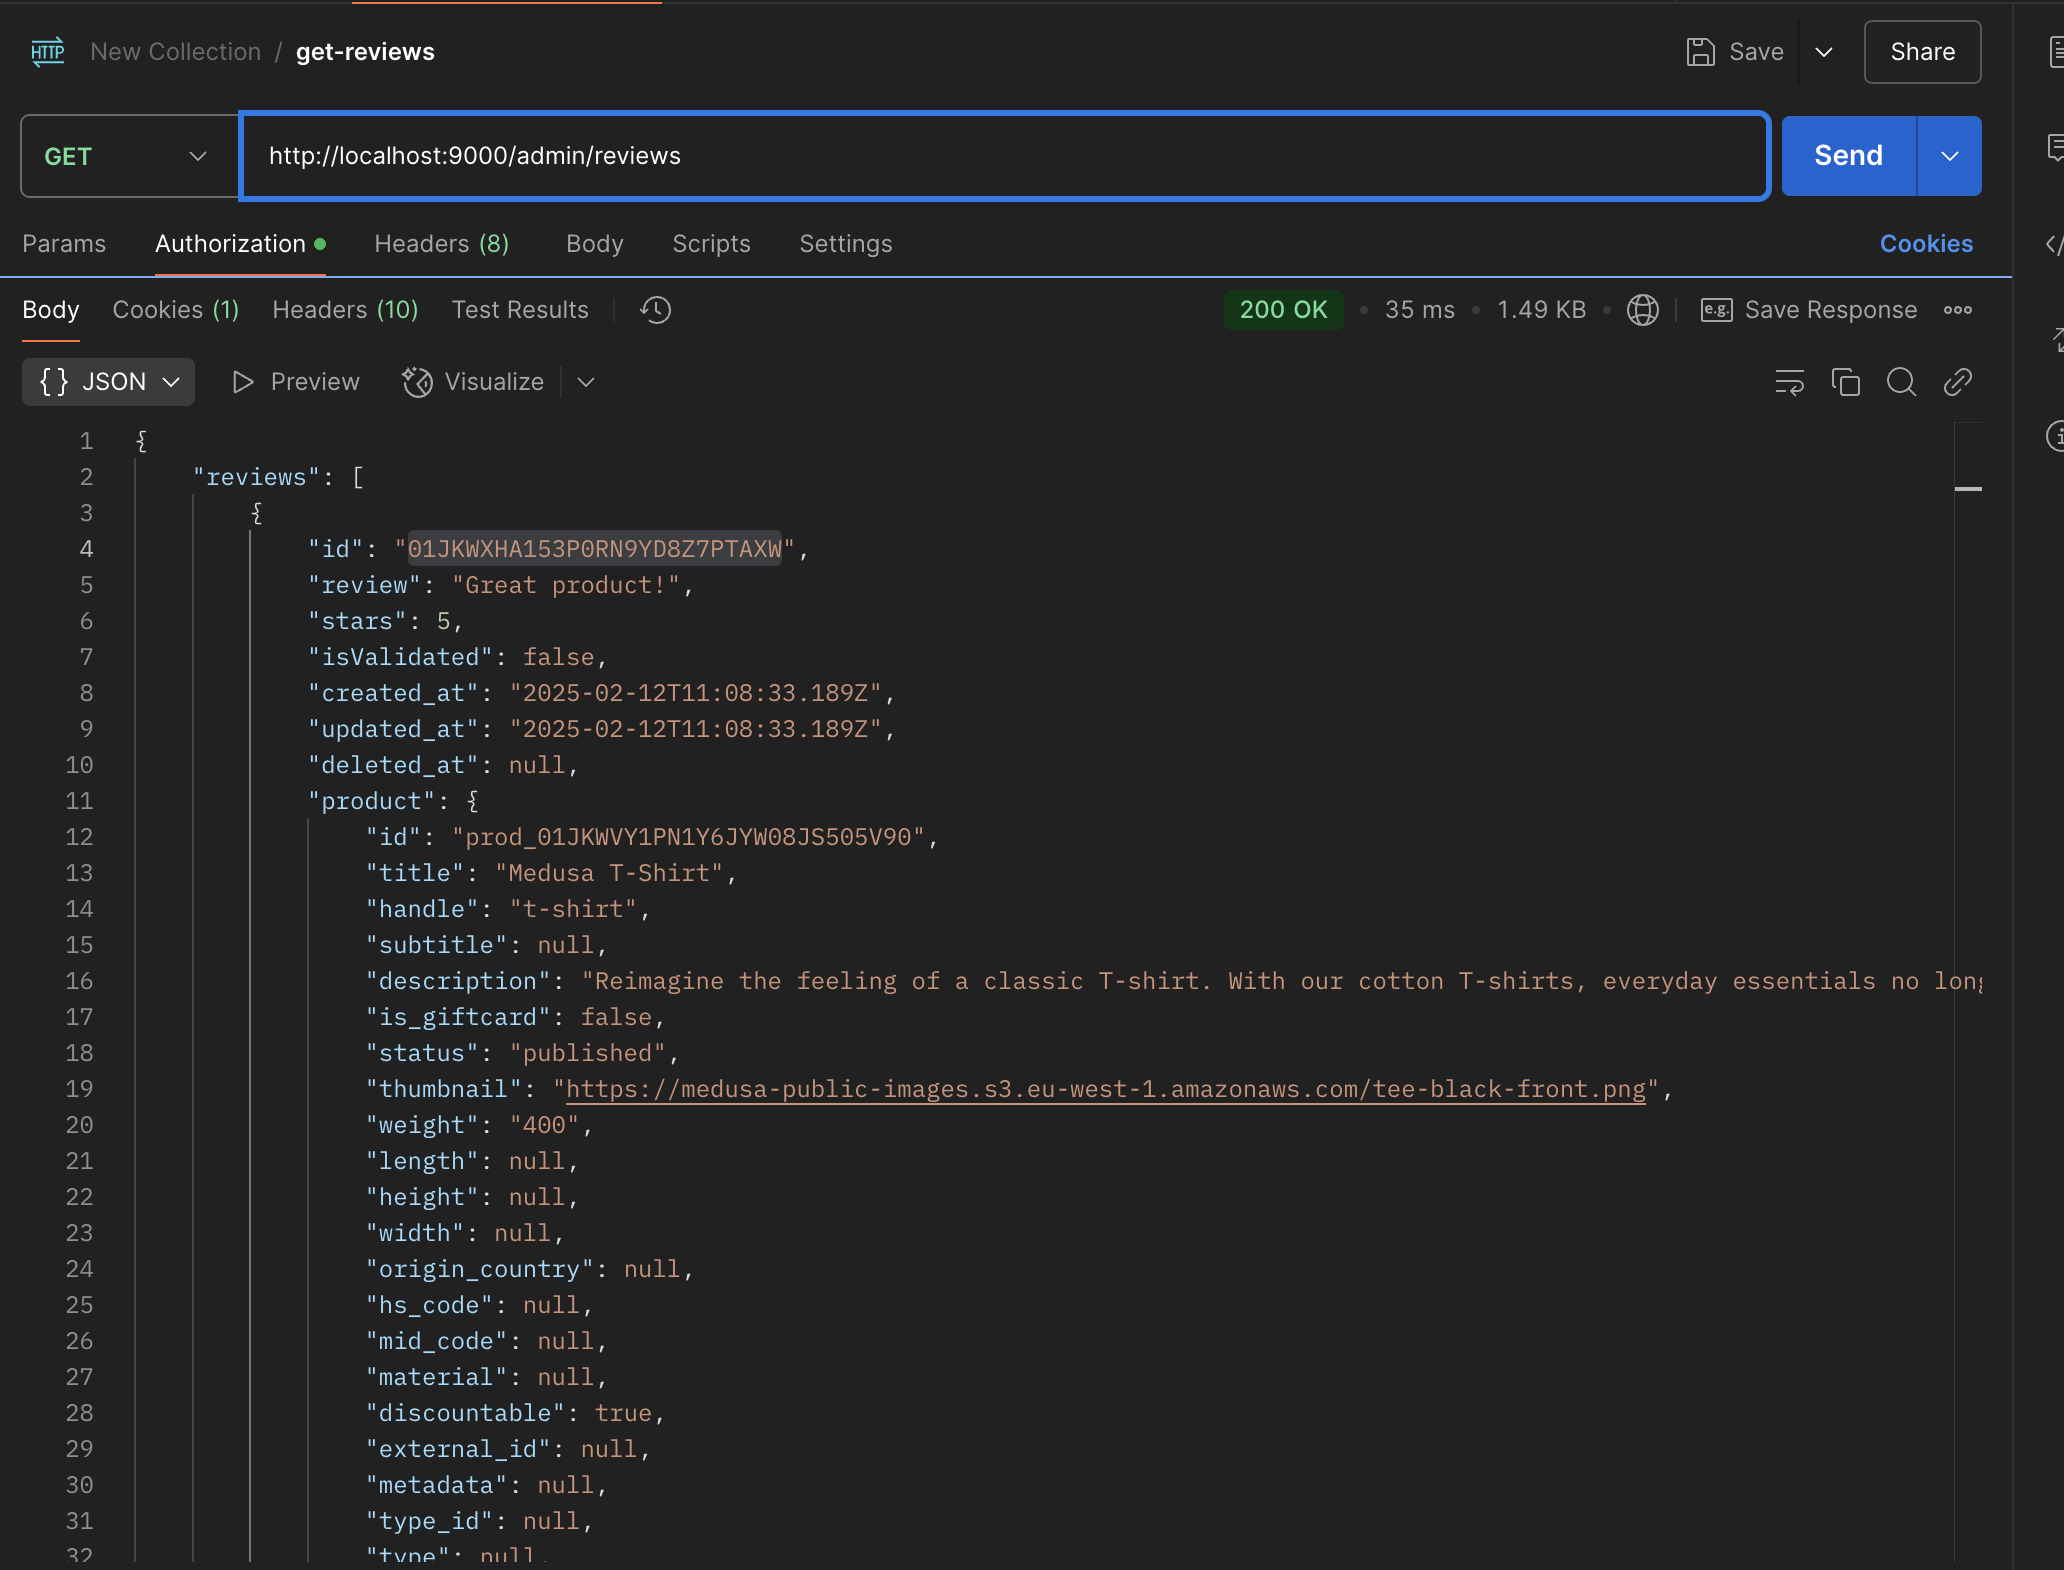 HTTP New Collection / get-reviews Save Share
GET http://localhost:9000/admin/reviews Send
Params Authorization Headers (8) Body Scripts Settings Cookies
Body Cookies (1) Headers (10) Test Results 200 OK • 35 ms • 1.49 KB • e.g. Save Response
{} JSON Preview Visualize
1 {
2 "reviews": [
3 {
4 "id": "01JKWXHA153P0RN9YD8Z7PTAXW",
5 "review": "Great product!",
6 "stars": 5,
7 "isValidated": false,
8 "created_at": "2025-02-12T11:08:33.189Z",
9 "updated_at": "2025-02-12T11:08:33.189Z",
10 "deleted_at": null,
11 "product": {
12 "id": "prod_01JKWVY1PN1Y6JYW08JS505V90",
13 "title": "Medusa T-Shirt",
14 "handle": "t-shirt",
15 "subtitle": null,
16 "description": "Reimagine the feeling of a classic T-shirt. With our cotton T-shirts, everyday essentials no long
17 "is_giftcard": false,
18 "status": "published",
19 "thumbnail": "https://medusa-public-images.s3.eu-west-1.amazonaws.com/tee-black-front.png",
20 "weight": "400",
21 "length": null,
22 "height": null,
23 "width": null,
24 "origin_country": null,
25 "hs_code": null,
26 "mid_code": null,
27 "material": null,
28 "discountable": true,
29 "external_id": null,
30 "metadata": null,
31 "type_id": null,
32 "type": null,